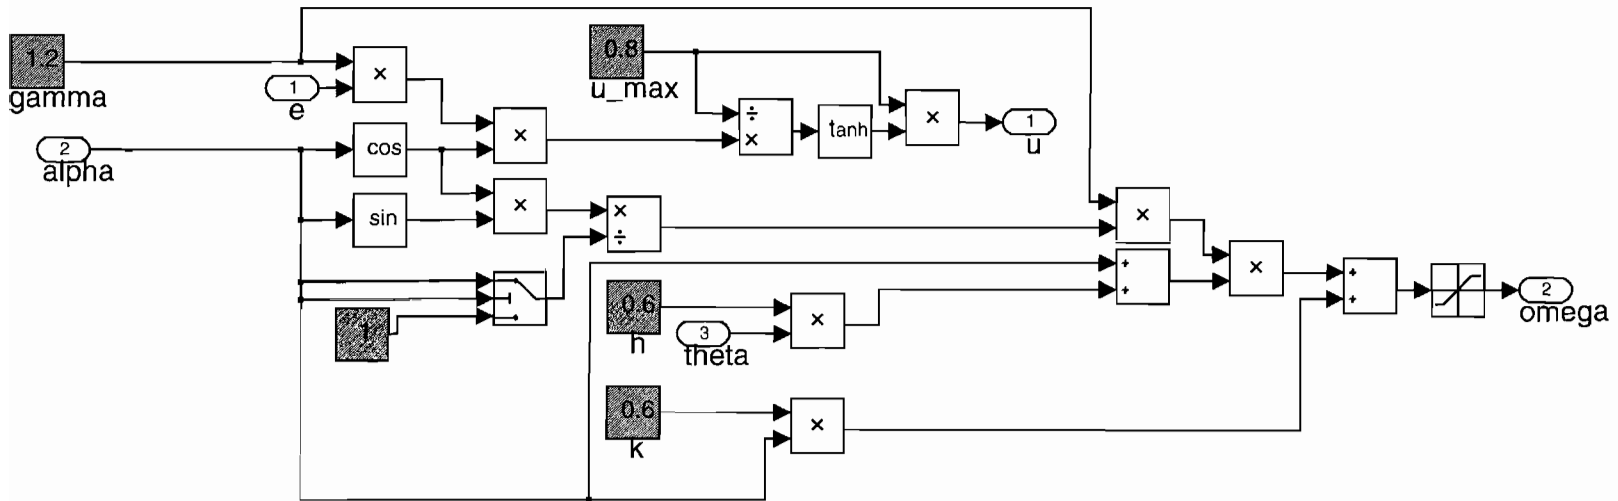 1.2
gamma
1
e
2
alpha
×
cos
sin
×
×
0.8
u_max
÷
×
tanh
×
1
u
×
÷
1
0.6
h
3
theta
×
0.6
k
×
×
+
+
×
+
+
2
omega